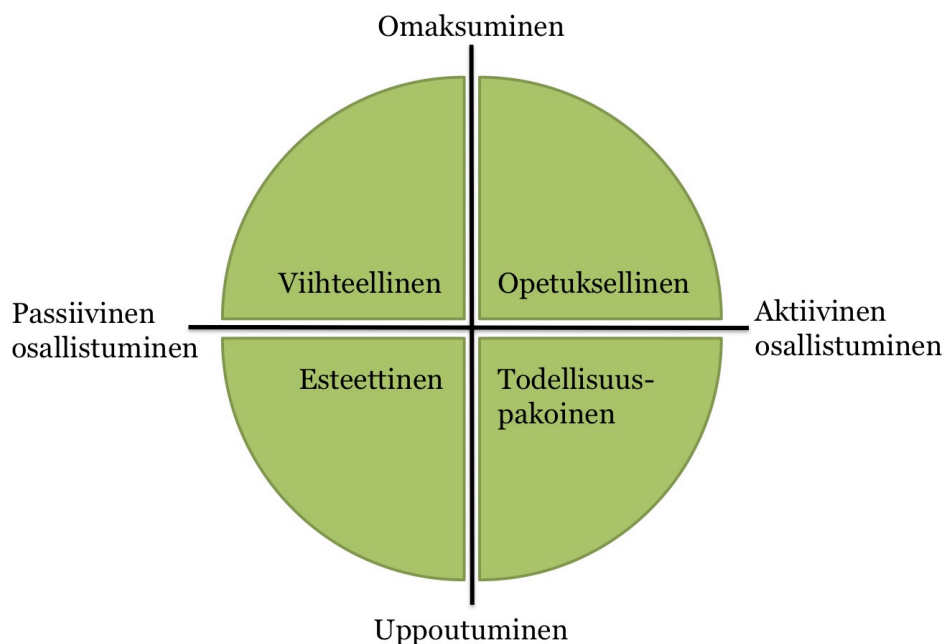 Omaksuminen
Viihteellinen
Opetuksellinen
Passiivinen
osallistuminen
Aktiivinen
osallistuminen
Esteettinen
Todellisuus-
pakoinen
Uppoutuminen